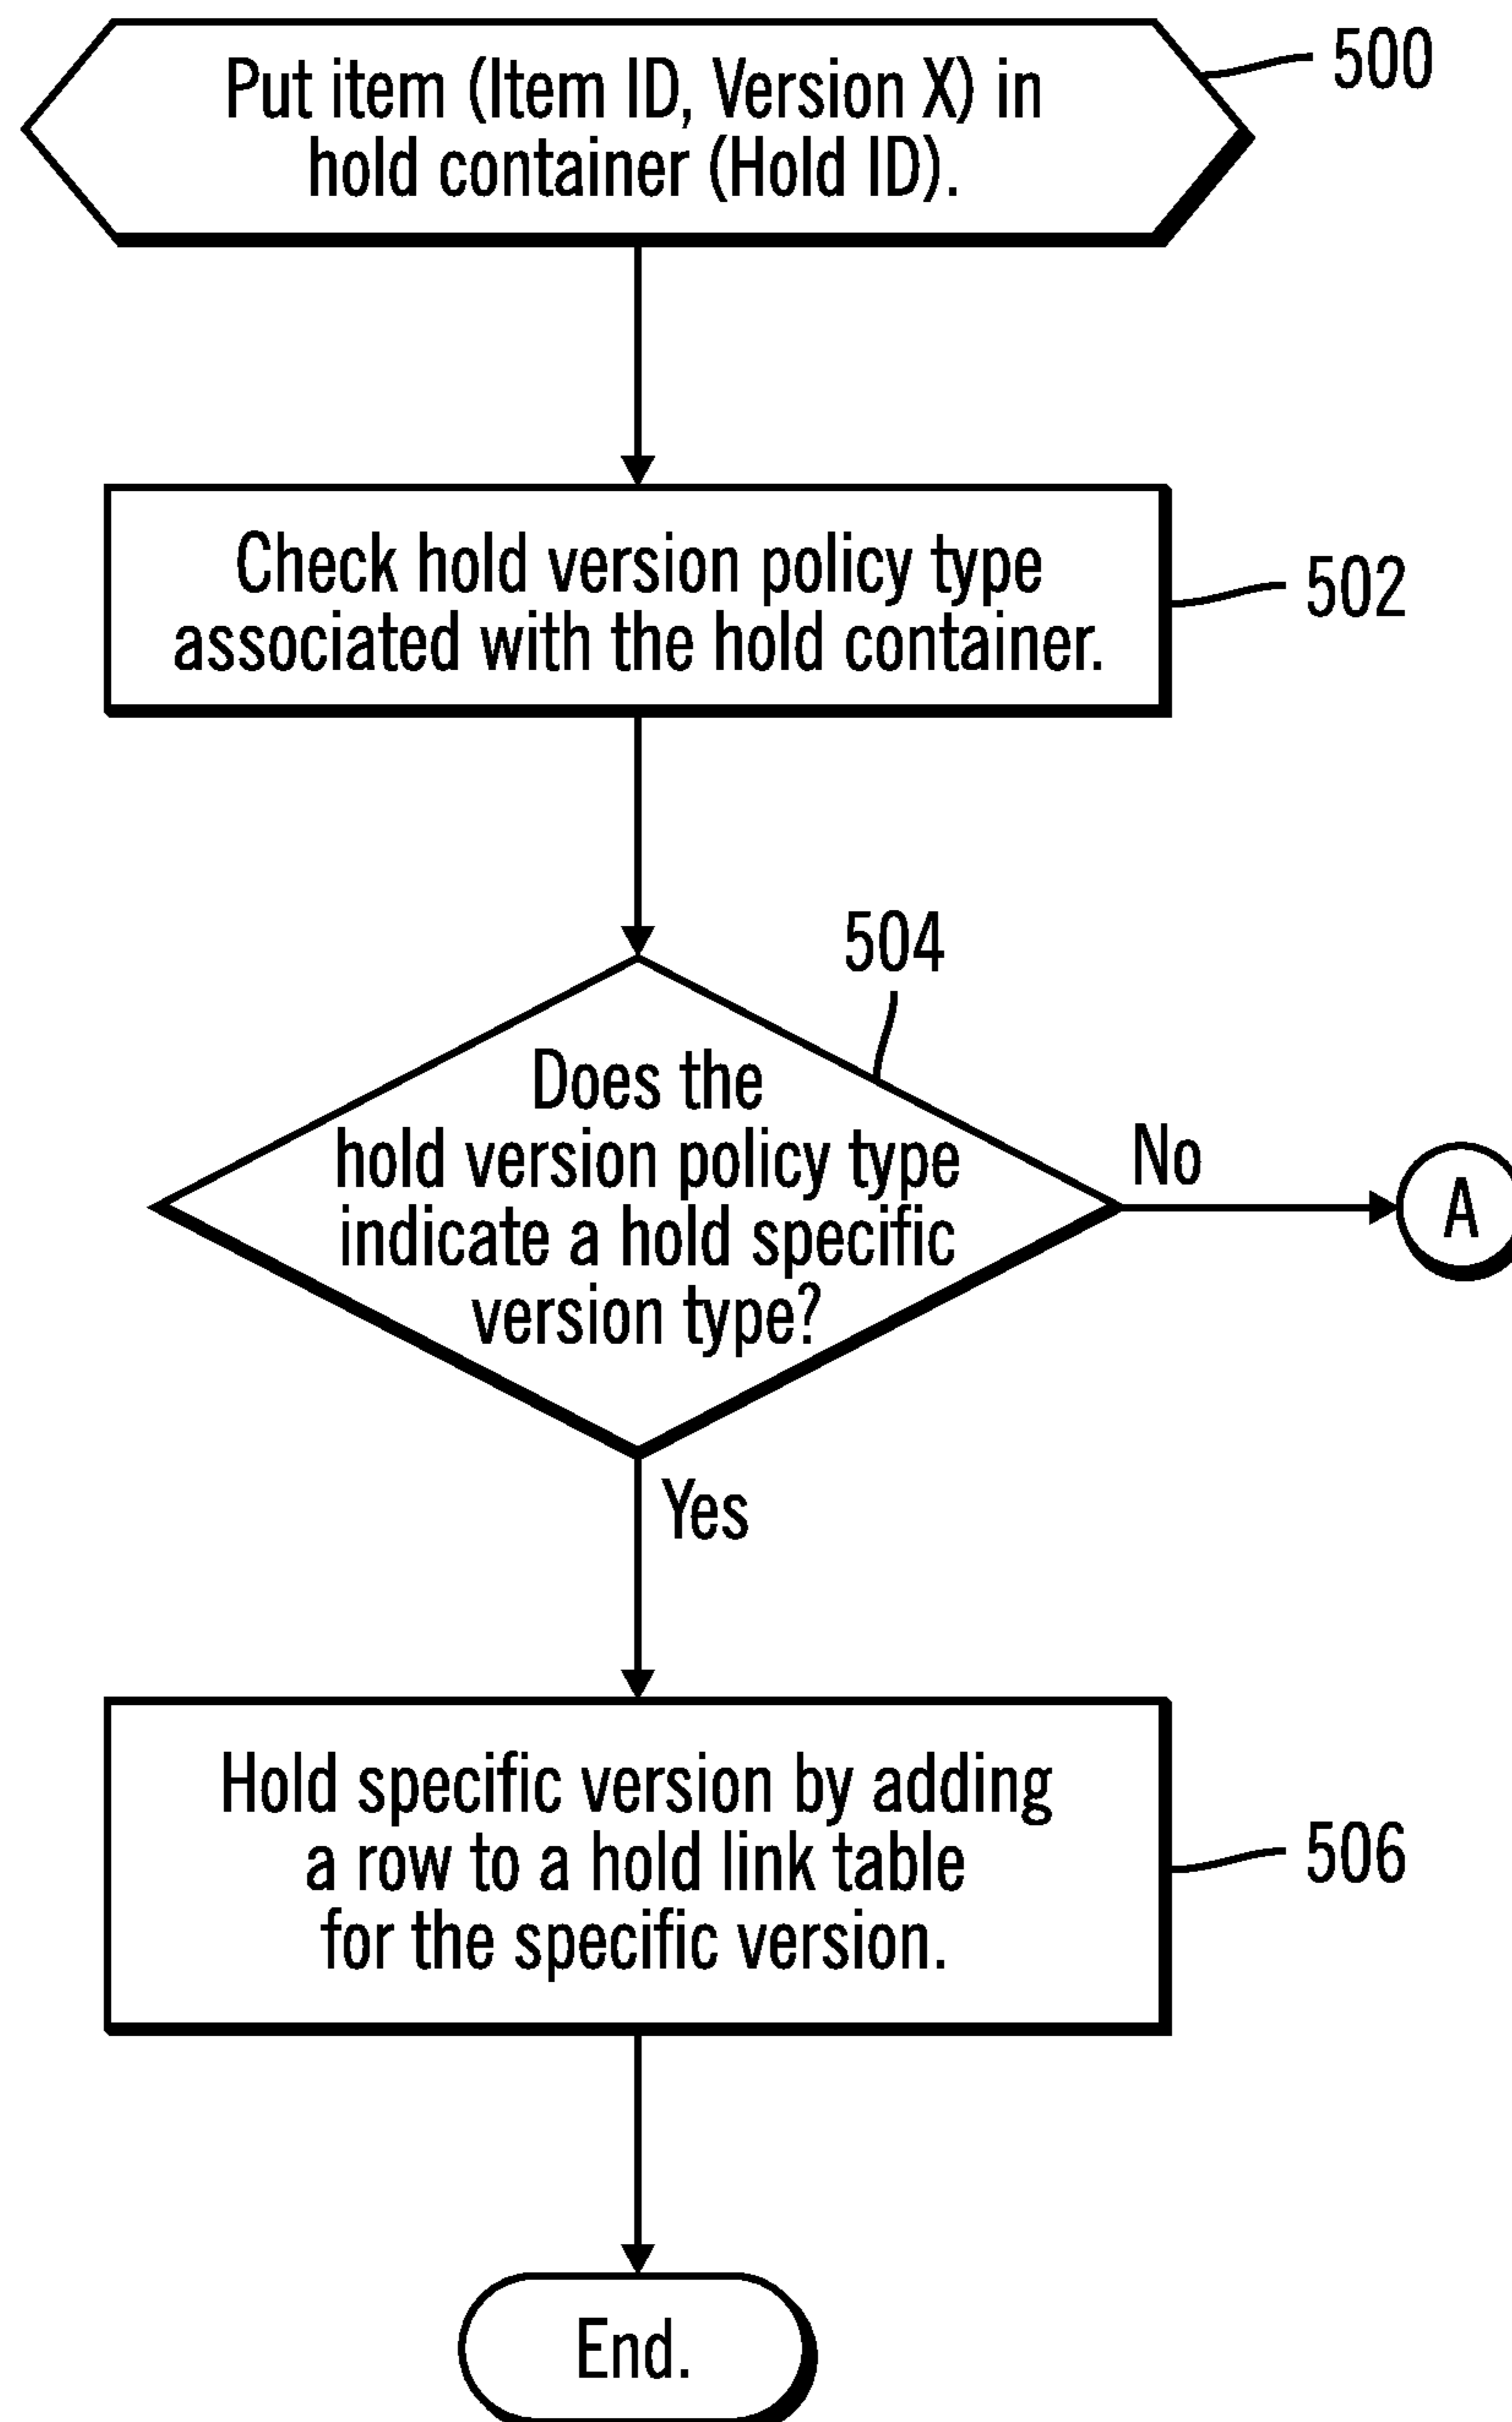 Put item (Item ID, Version X) in
hold container (Hold ID).
500
Check hold version policy type
associated with the hold container.
502
504
Does the
hold version policy type
indicate a hold specific
version type?
No
A
Yes
Hold specific version by adding
a row to a hold link table
for the specific version.
506
End.